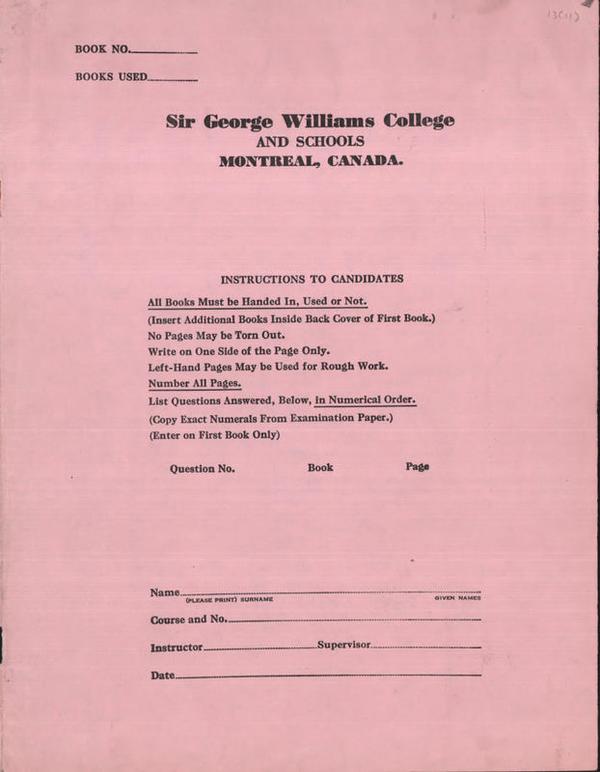 13(11)
BOOK NO.
BOOKS USED
Sir George Williams College
AND SCHOOLS
MONTREAL, CANADA.
INSTRUCTIONS TO CANDIDATES
All Books Must be Handed In, Used or Not.
(Insert Additional Books Inside Back Cover of First Book.)
No Pages May be Torn Out.
Write on One Side of the Page Only.
Left-Hand Pages May be Used for Rough Work.
Number All Pages.
List Questions Answered, Below, in Numerical Order.
(Copy Exact Numerals From Examination Paper.)
(Enter on First Book Only)
Question No. Book Page
Name
(PLEASE PRINT) SURNAME GIVEN NAMES
Course and No.
Instructor Supervisor
Date